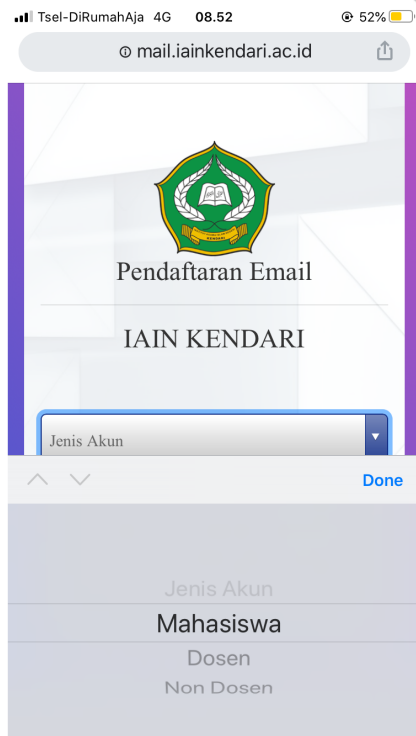 Tsel-DiRumahAja 4G 08.52 52%
mail.iainkendari.ac.id
Pendaftaran Email
IAIN KENDARI
Jenis Akun
Done
Jenis Akun
Mahasiswa
Dosen
Non Dosen